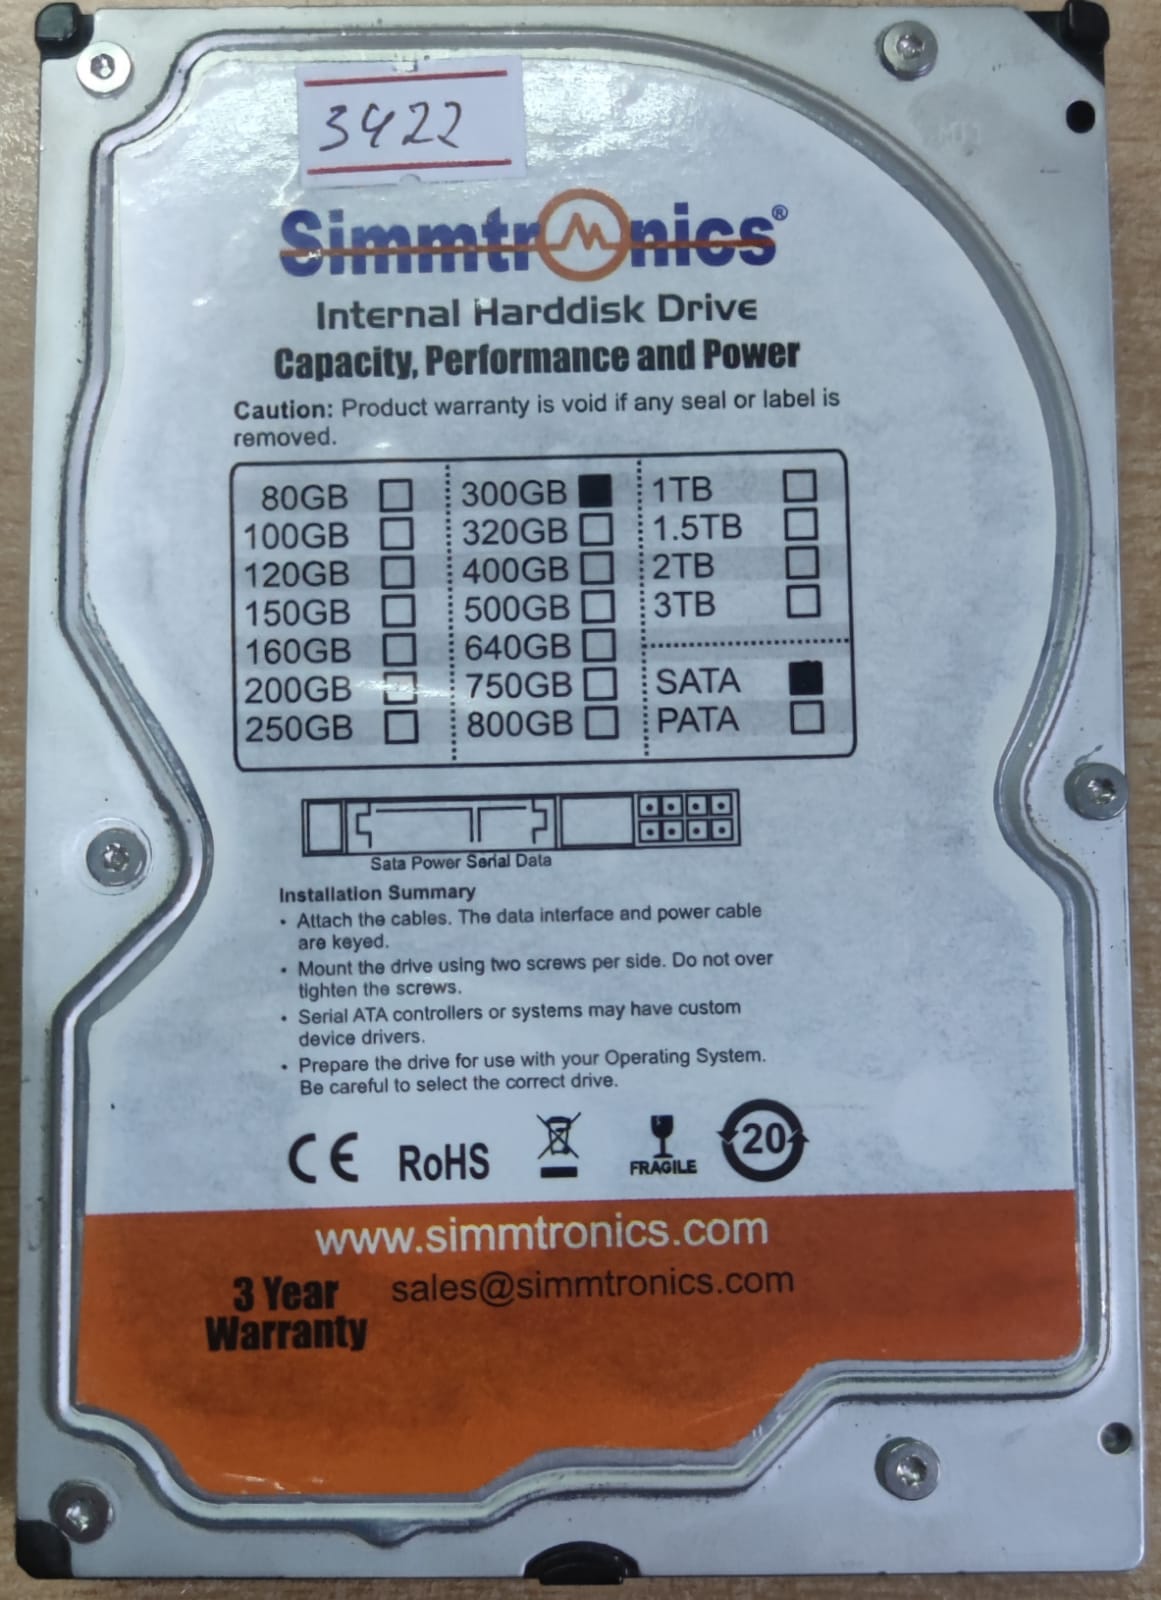 3422
Simmtronics®
Internal Harddisk Drive
Capacity, Performance and Power
Caution: Product warranty is void if any seal or label is
removed.
80GB 300GB 1TB
100GB 320GB 1.5TB
120GB 400GB 2TB
150GB 500GB 3TB
160GB 640GB
200GB 750GB SATA
250GB 800GB PATA
Sata Power Serial Data
Installation Summary
• Attach the cables. The data interface and power cable
are keyed.
• Mount the drive using two screws per side. Do not over
tighten the screws.
• Serial ATA controllers or systems may have custom
device drivers.
• Prepare the drive for use with your Operating System.
Be careful to select the correct drive.
CE RoHS FRAGILE 20
www.simmtronics.com
3 Year sales@simmtronics.com
Warranty